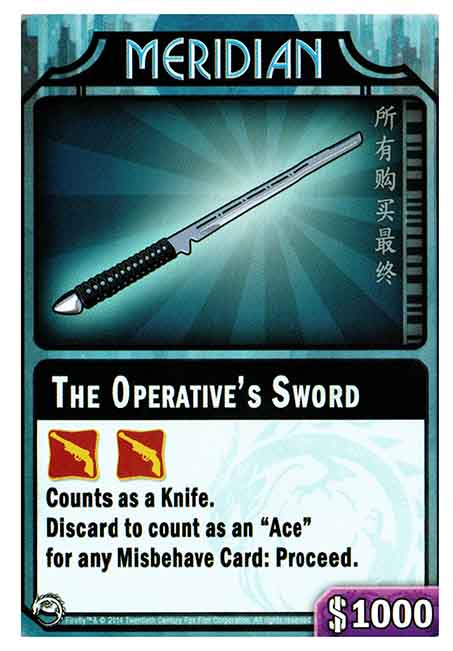 MERIDIAN
所有购买最终
THE OPERATIVE'S SWORD
Counts as a Knife.
Discard to count as an “Ace”
for any Misbehave Card: Proceed.
Firefly™& © 2014 Twentieth Century Fox Film Corporation. All rights reserved.
$1000